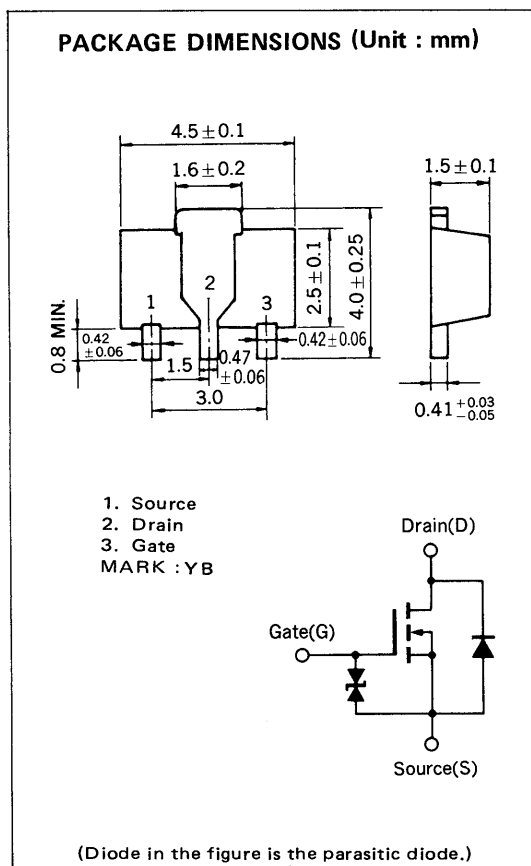 PACKAGE DIMENSIONS (Unit : mm)
4.5 ± 0.1
1.6 ± 0.2
1.5 ± 0.1
2
1
3
2.5 ± 0.1
4.0 ± 0.25
0.8 MIN.
0.42
±0.06
0.42±0.06
1.5
0.47
±0.06
3.0
0.41 +0.03
−0.05
1. Source
2. Drain
3. Gate
MARK : YB
Drain(D)
Gate(G)
Source(S)
(Diode in the figure is the parasitic diode.)